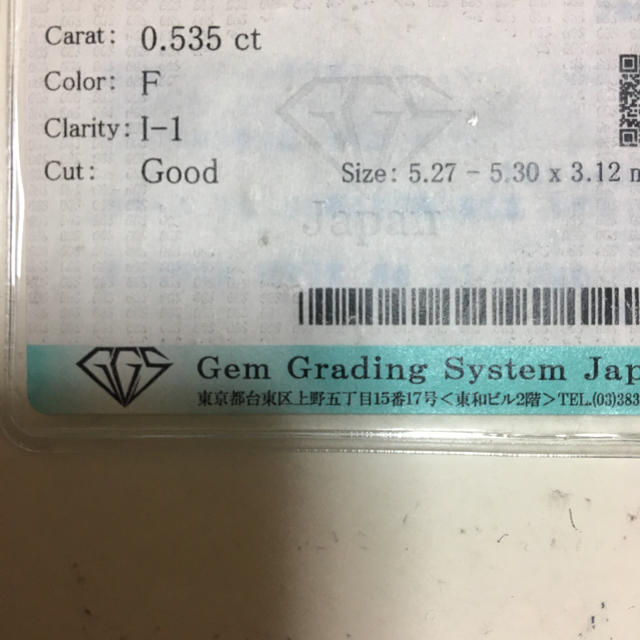 Carat: 0.535 ct
Color: F
Clarity: I-1
Cut: Good
Size: 5.27 - 5.30 x 3.12
Japan
GGS
Gem Grading System Jap
東京都台東区上野五丁目15番17号<東和ビル2階>TEL.(03)383